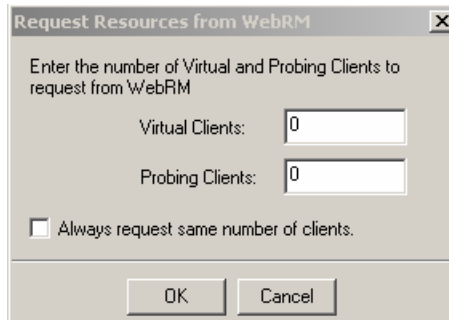 Request Resources from WebRM
Enter the number of Virtual and Probing Clients to
request from WebRM
Virtual Clients: 0
Probing Clients: 0
Always request same number of clients.
OK Cancel